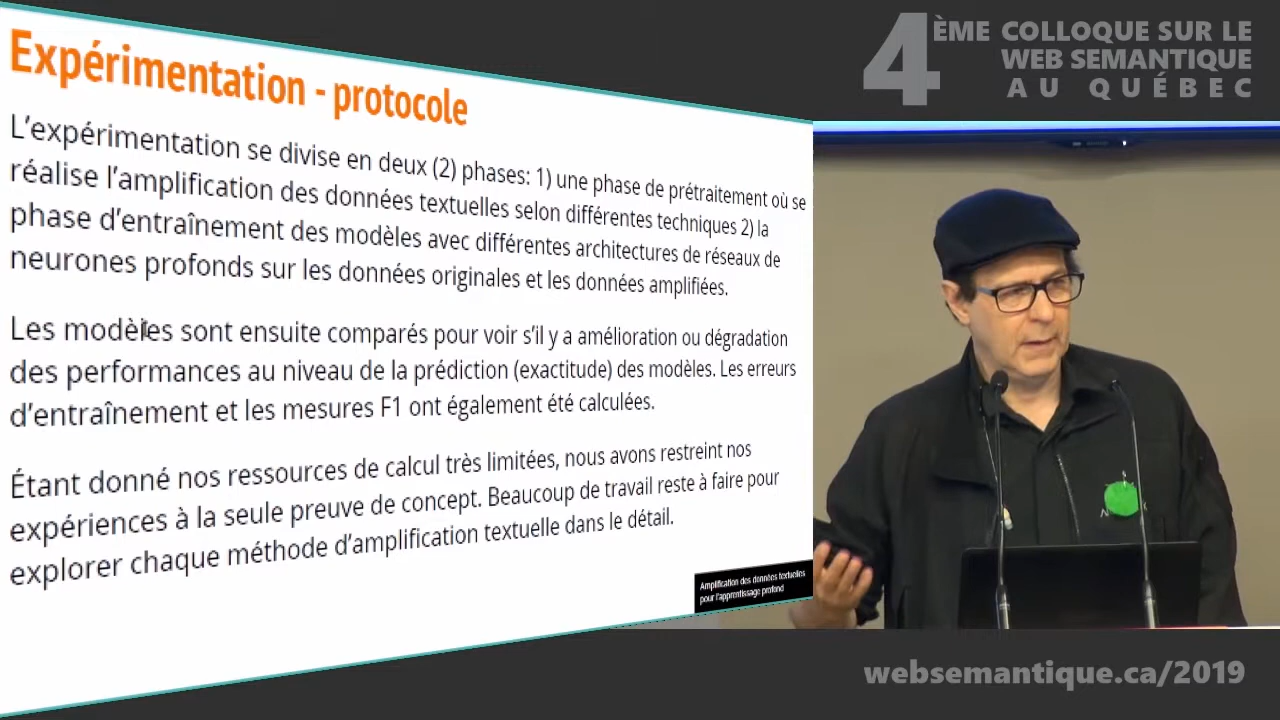 Expérimentation - protocole
L’expérimentation se divise en deux (2) phases: 1) une phase de prétraitement où se
réalise l’amplification des données textuelles selon différentes techniques 2) la
phase d’entraînement des modèles avec différentes architectures de réseaux de
neurones profonds sur les données originales et les données amplifiées.
Les modèles sont ensuite comparés pour voir s’il y a amélioration ou dégradation
des performances au niveau de la prédiction (exactitude) des modèles. Les erreurs
d’entraînement et les mesures F1 ont également été calculées.
Étant donné nos ressources de calcul très limitées, nous avons restreint nos
expériences à la seule preuve de concept. Beaucoup de travail reste à faire pour
explorer chaque méthode d’amplification textuelle dans le détail.
Amplification des données textuelles
pour l’apprentissage profond
4ÈME COLLOQUE SUR LE
WEB SEMANTIQUE
AU QUÉBEC
websemantique.ca/2019